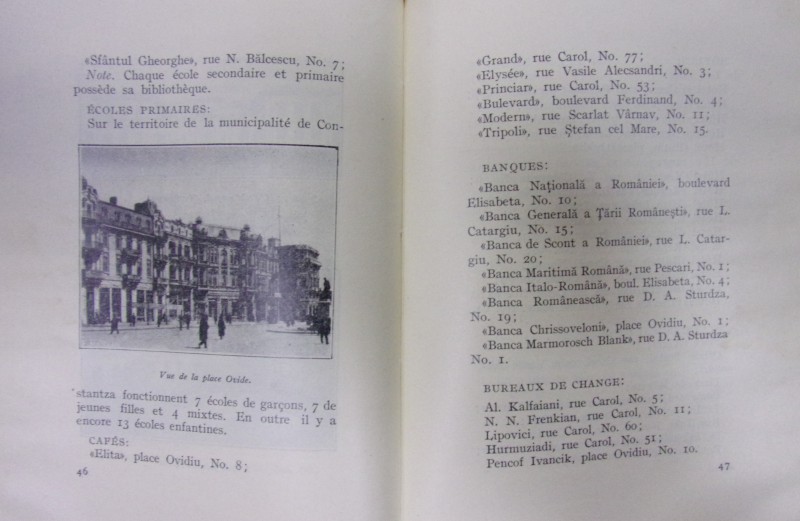 «Sfântul Gheorghe», rue N. Bălcescu, No. 7;
Note. Chaque école secondaire et primaire
possède sa bibliothèque.
ÉCOLES PRIMAIRES:
Sur le territoire de la municipalité de Con-
Vue de la place Ovide.
stantza fonctionnent 7 écoles de garçons, 7 de
jeunes filles et 4 mixtes. En outre il y a
encore 13 écoles enfantines.
CAFÉS:
«Elita», place Ovidiu, No. 8;
46
«Grand», rue Carol, No. 77;
«Elysée», rue Vasile Alecsandri, No. 3;
«Princiar», rue Carol, No. 53;
«Bulevard», boulevard Ferdinand, No. 4;
«Modern», rue Scarlat Vârnav, No. 11;
«Tripoli», rue Ștefan cel Mare, No. 15.
BANQUES:
«Banca Națională a României», boulevard
Elisabeta, No. 10;
«Banca Generală a Țării Românești», rue L.
Catargiu, No. 15;
«Banca de Scont a României», rue L. Catar-
giu, No. 20;
«Banca Maritimă Română», rue Pescari, No. 1;
«Banca Italo-Română», boul. Elisabeta, No. 4;
«Banca Românească», rue D. A. Sturdza,
No. 19;
«Banca Chrissoveloni», place Ovidiu, No. 1;
«Banca Marmorosch Blank», rue D. A. Sturdza
No. 1.
BUREAUX DE CHANGE:
Al. Kalfaiani, rue Carol, No. 5;
N. N. Frenkian, rue Carol, No. 11;
Lipovici, rue Carol, No. 60;
Hurmuziadi, rue Carol, No. 51;
Pencof Ivancik, place Ovidiu, No. 10.
47